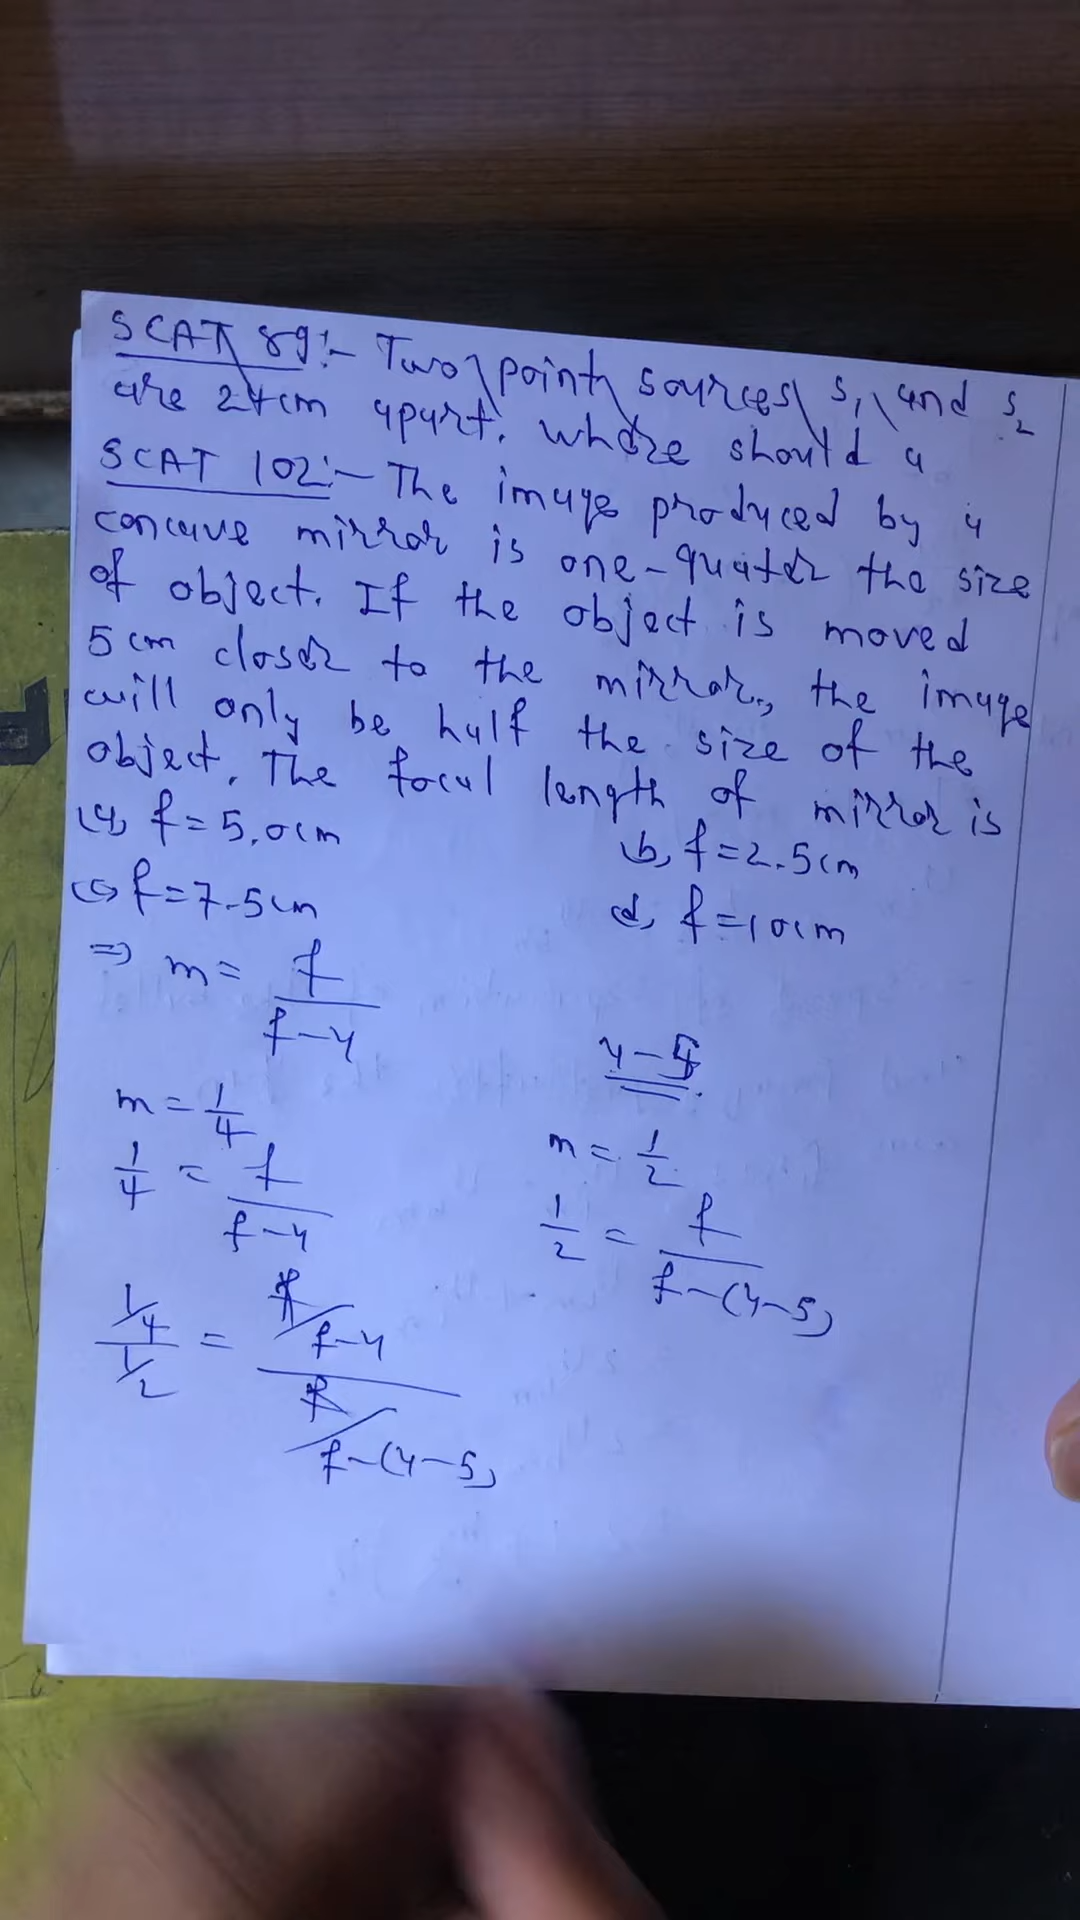 SCAT 89:- Two point sources S₁ and S₂
are 24cm apart. where should a
SCAT 102:- The image produced by a
concave mirror is one-quater the size
of object. If the object is moved
5cm closer to the mirror, the image
will only be half the size of the
object. The focal length of mirror is
(a) f=5.0cm
b) f=2.5cm
(c) f=7.5cm
d) f=10cm
⇒ m = f/(f-u)
u-5
m = 1/4
m = 1/2
1/4 = f/(f-u)
1/2 = f/(f-(u-5))
(1/4)/(1/2) = (f/(f-u))/(f/(f-(u-5)))